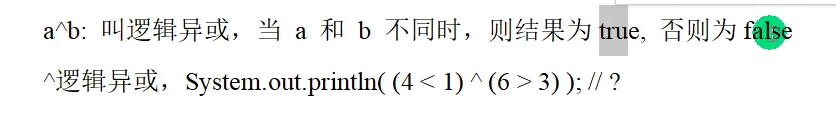 a^b: 叫逻辑异或，当 a 和 b 不同时，则结果为 true, 否则为 false
^逻辑异或，System.out.println( (4 < 1) ^ (6 > 3) ); // ?